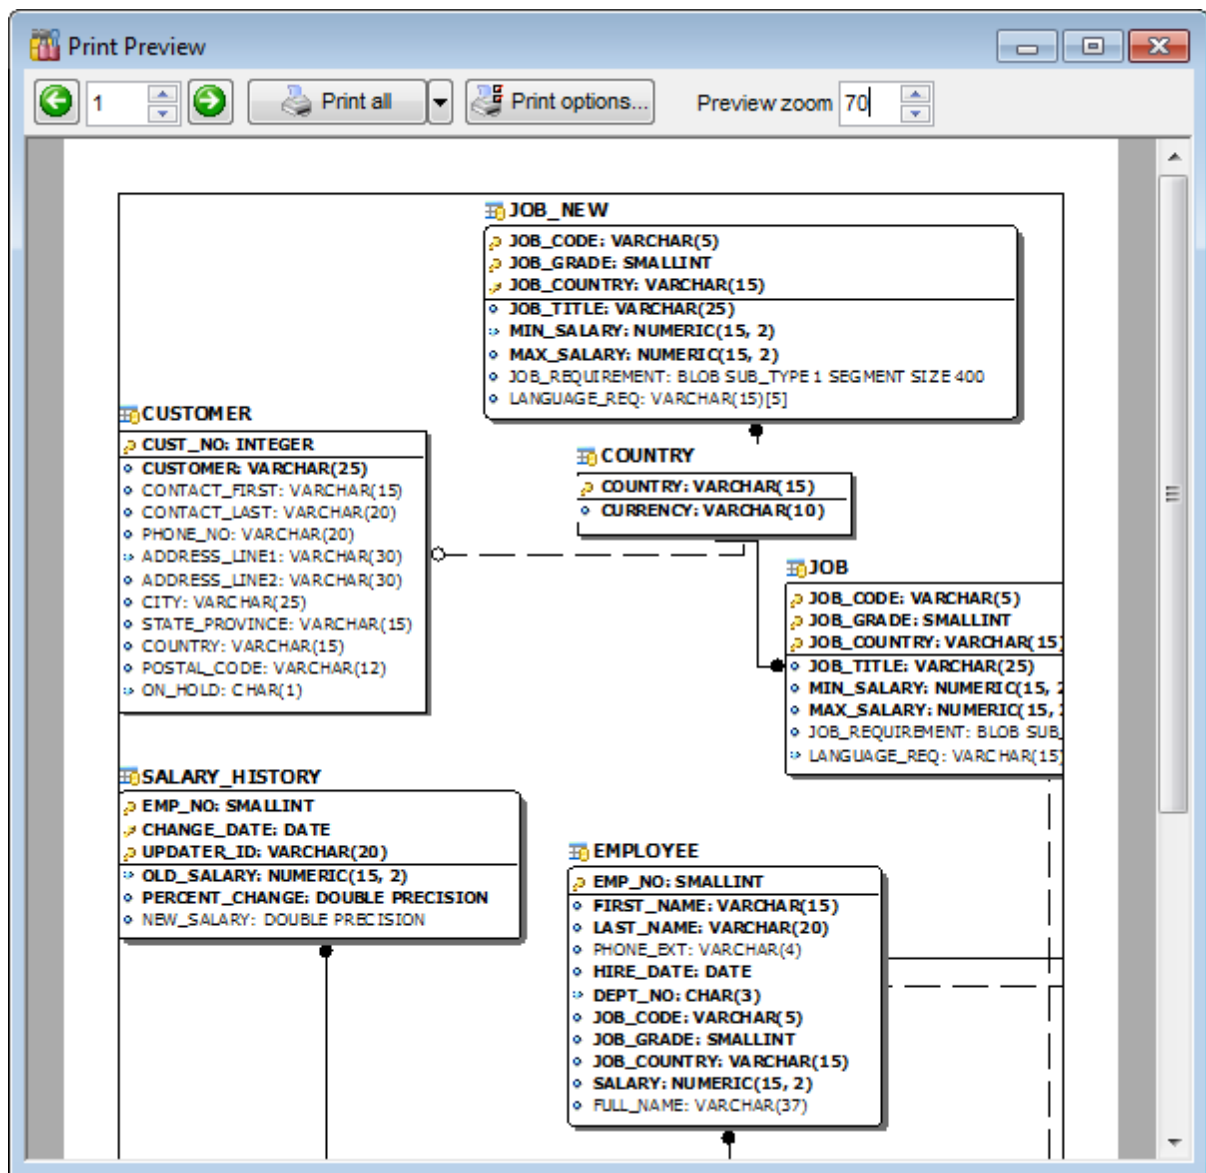 Print Preview
1
Print all
Print options...
Preview zoom 70
JOB_NEW
JOB_CODE: VARCHAR(5)
JOB_GRADE: SMALLINT
JOB_COUNTRY: VARCHAR(15)
JOB_TITLE: VARCHAR(25)
MIN_SALARY: NUMERIC(15, 2)
MAX_SALARY: NUMERIC(15, 2)
JOB_REQUIREMENT: BLOB SUB_TYPE 1 SEGMENT SIZE 400
LANGUAGE_REQ: VARCHAR(15)[5]
CUSTOMER
CUST_NO: INTEGER
CUSTOMER: VARCHAR(25)
CONTACT_FIRST: VARCHAR(15)
CONTACT_LAST: VARCHAR(20)
PHONE_NO: VARCHAR(20)
ADDRESS_LINE1: VARCHAR(30)
ADDRESS_LINE2: VARCHAR(30)
CITY: VARCHAR(25)
STATE_PROVINCE: VARCHAR(15)
COUNTRY: VARCHAR(15)
POSTAL_CODE: VARCHAR(12)
ON_HOLD: CHAR(1)
COUNTRY
COUNTRY: VARCHAR(15)
CURRENCY: VARCHAR(10)
JOB
JOB_CODE: VARCHAR(5)
JOB_GRADE: SMALLINT
JOB_COUNTRY: VARCHAR(15)
JOB_TITLE: VARCHAR(25)
MIN_SALARY: NUMERIC(15, 2
MAX_SALARY: NUMERIC(15,
JOB_REQUIREMENT: BLOB SUB_
LANGUAGE_REQ: VARCHAR(15)
SALARY_HISTORY
EMP_NO: SMALLINT
CHANGE_DATE: DATE
UPDATER_ID: VARCHAR(20)
OLD_SALARY: NUMERIC(15, 2)
PERCENT_CHANGE: DOUBLE PRECISION
NEW_SALARY: DOUBLE PRECISION
EMPLOYEE
EMP_NO: SMALLINT
FIRST_NAME: VARCHAR(15)
LAST_NAME: VARCHAR(20)
PHONE_EXT: VARCHAR(4)
HIRE_DATE: DATE
DEPT_NO: CHAR(3)
JOB_CODE: VARCHAR(5)
JOB_GRADE: SMALLINT
JOB_COUNTRY: VARCHAR(15)
SALARY: NUMERIC(15, 2)
FULL_NAME: VARCHAR(37)